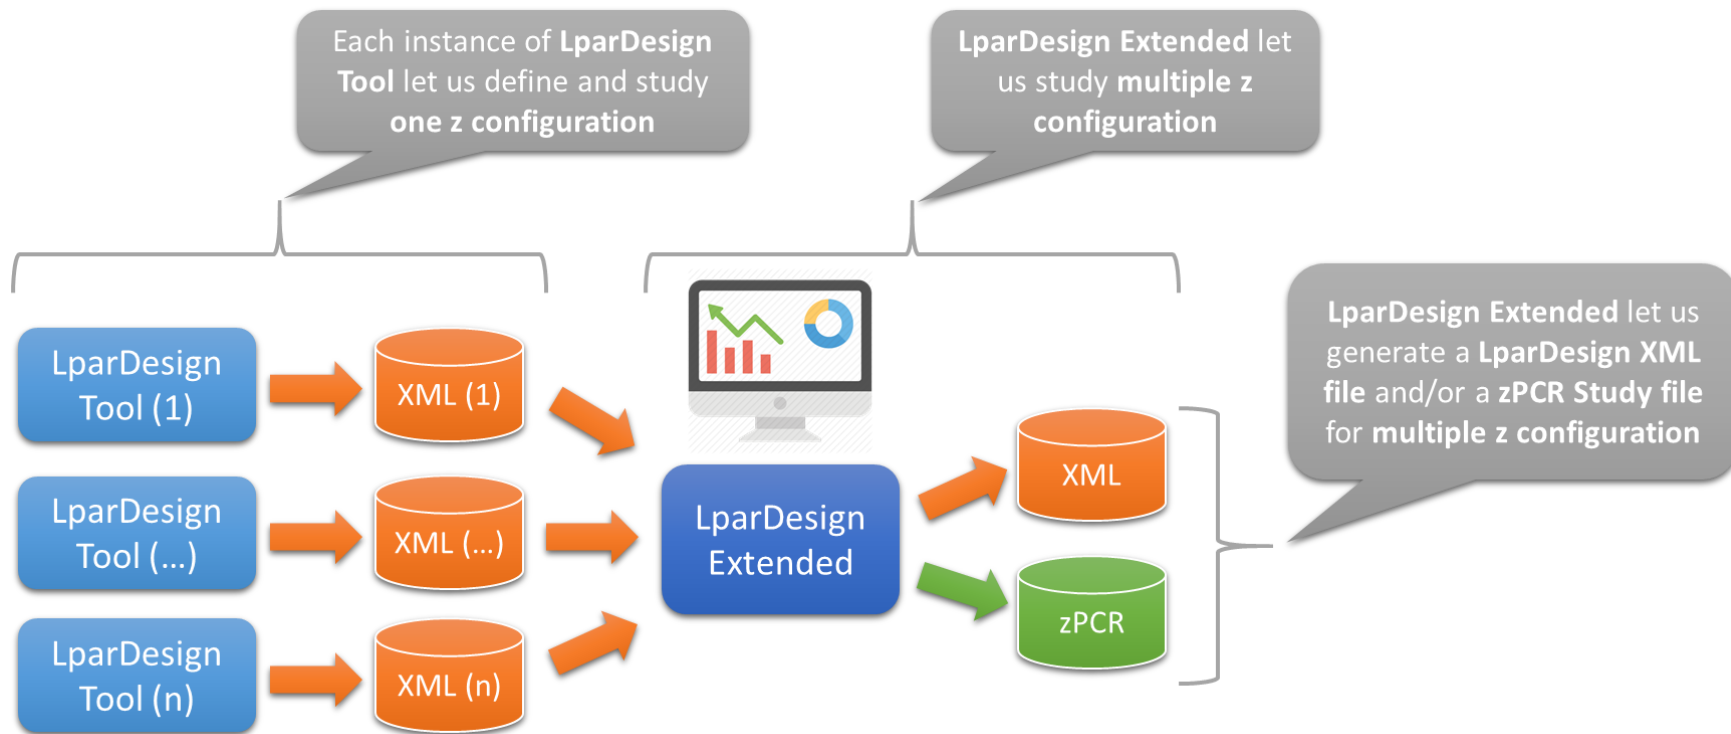 Each instance of LparDesign
Tool let us define and study
one z configuration
LparDesign Extended let
us study multiple z
configuration
LparDesign Extended let us
generate a LparDesign XML
file and/or a zPCR Study file
for multiple z configuration
LparDesign
Tool (1)
XML (1)
LparDesign
Tool (...)
XML (...)
LparDesign
Tool (n)
XML (n)
LparDesign
Extended
XML
zPCR